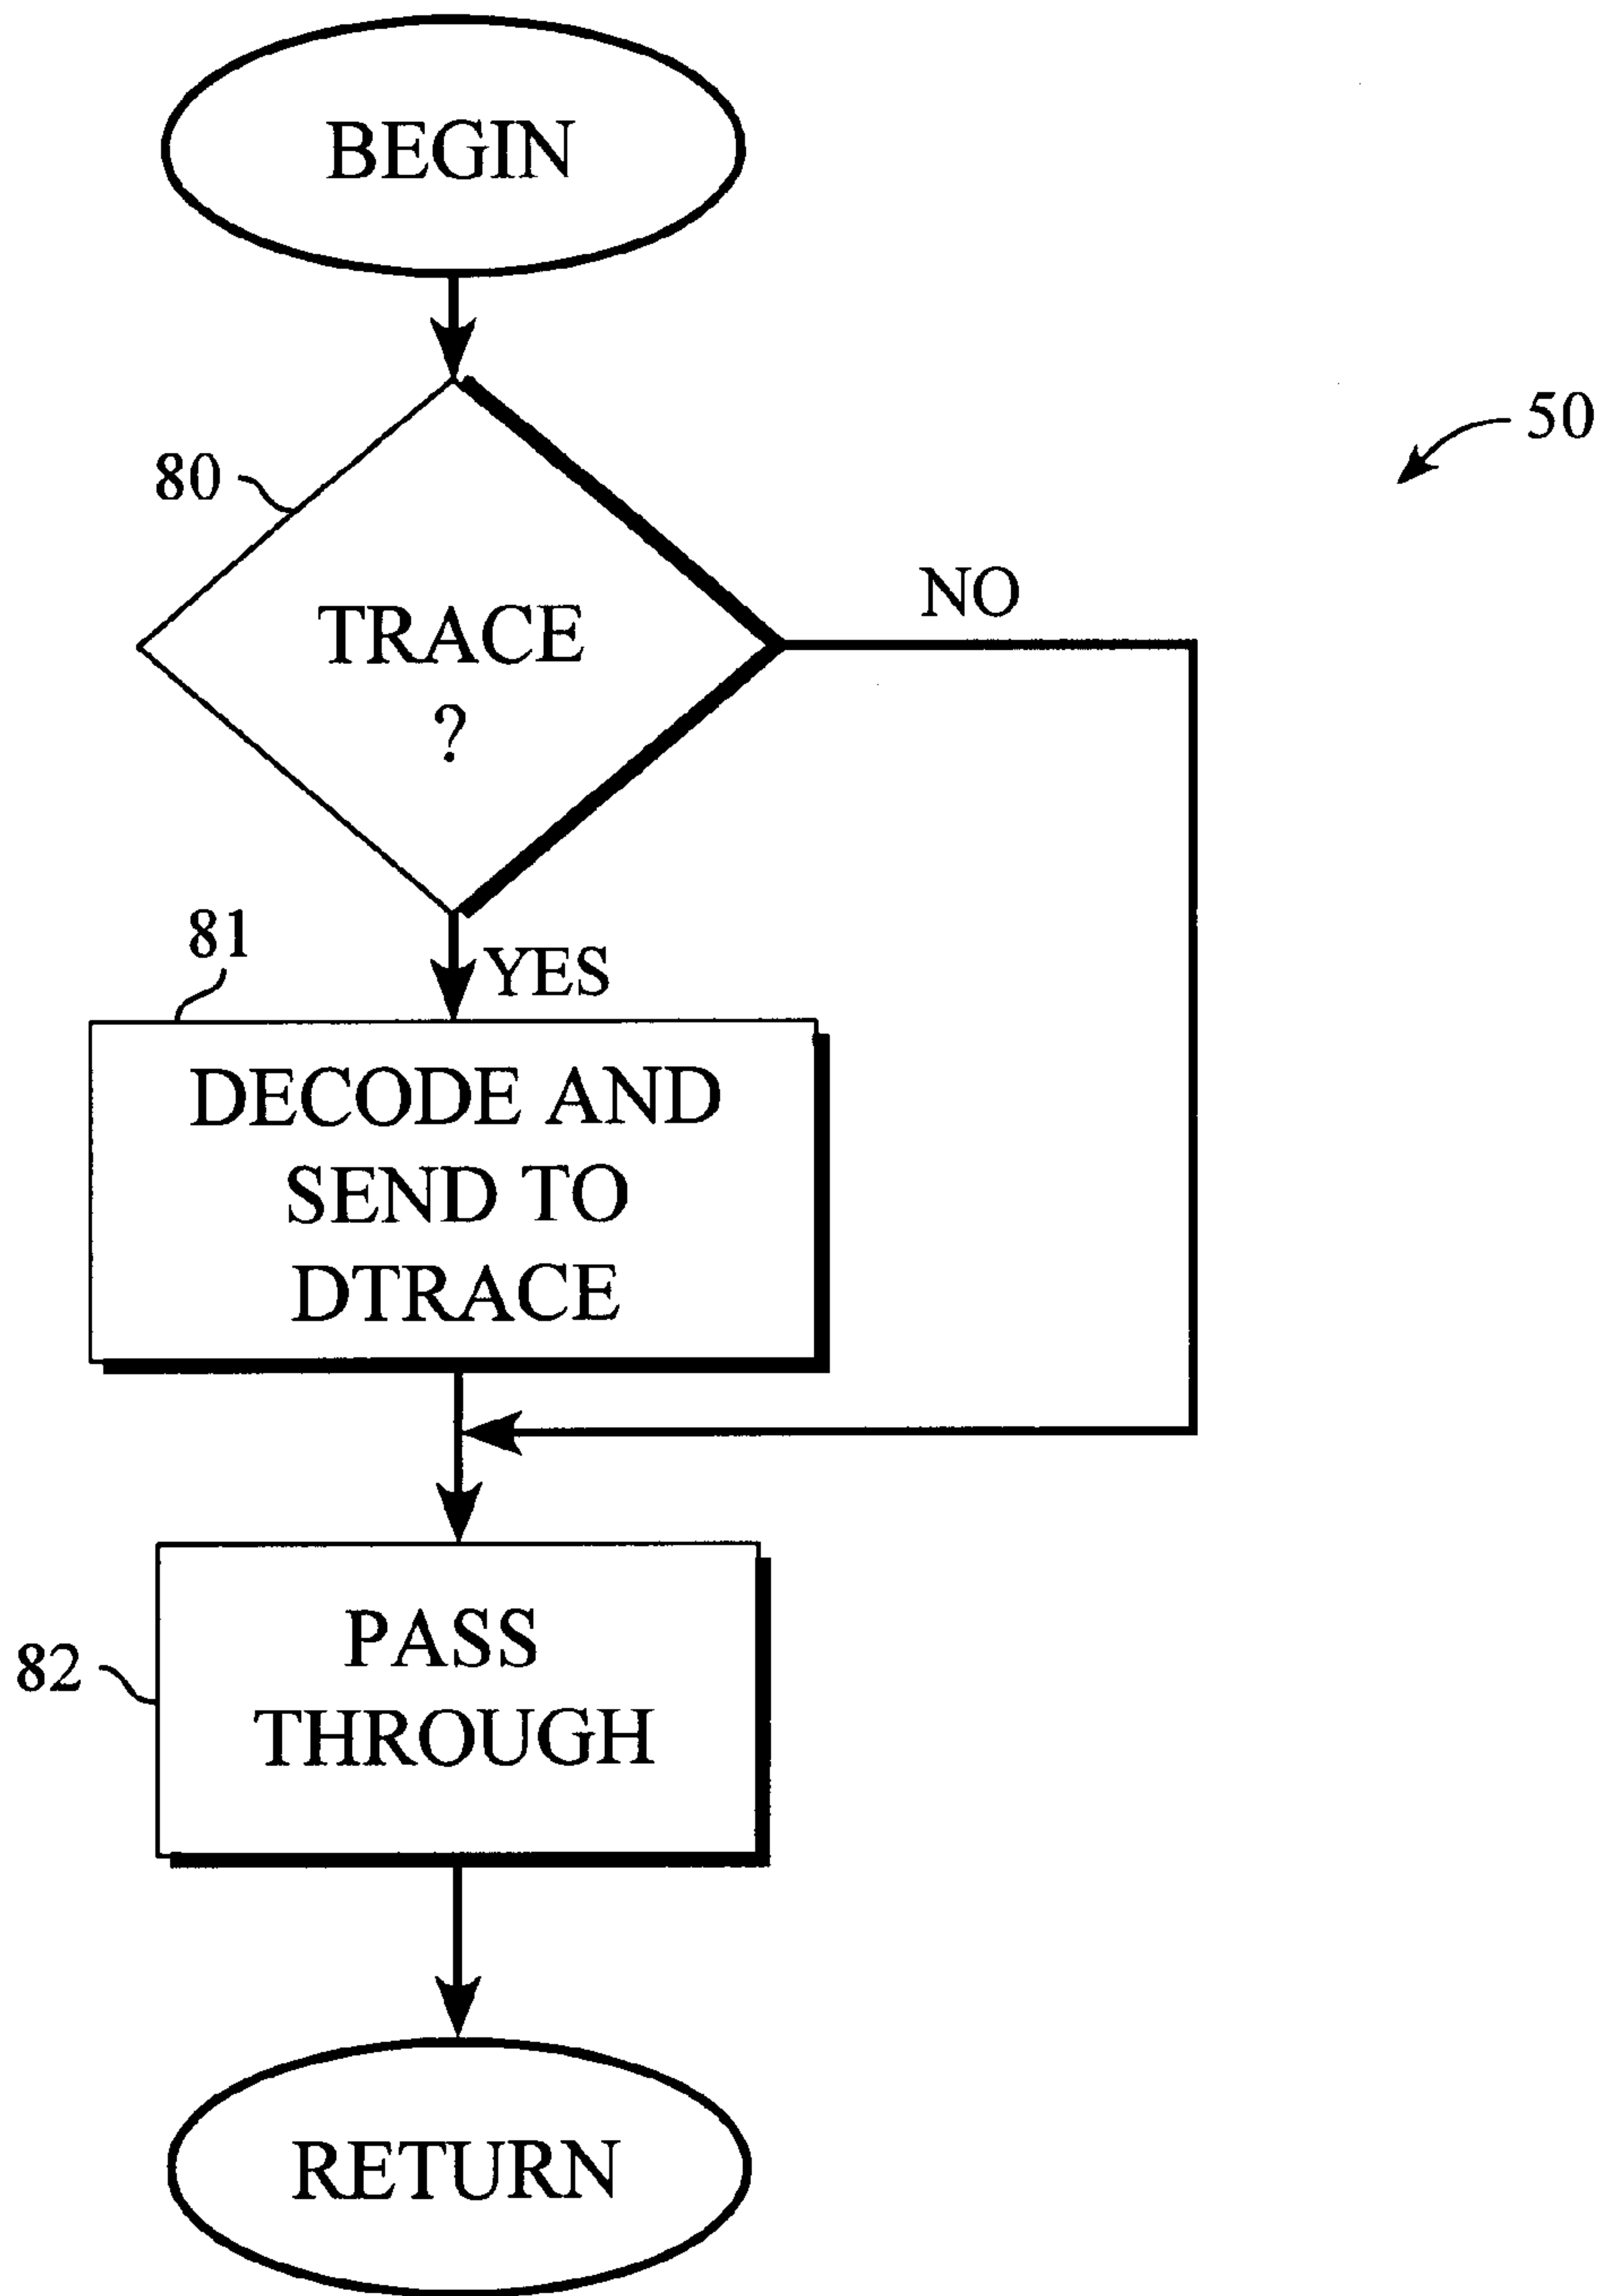 BEGIN
50
80
TRACE
?
NO
YES
81
DECODE AND
SEND TO
DTRACE
82
PASS
THROUGH
RETURN